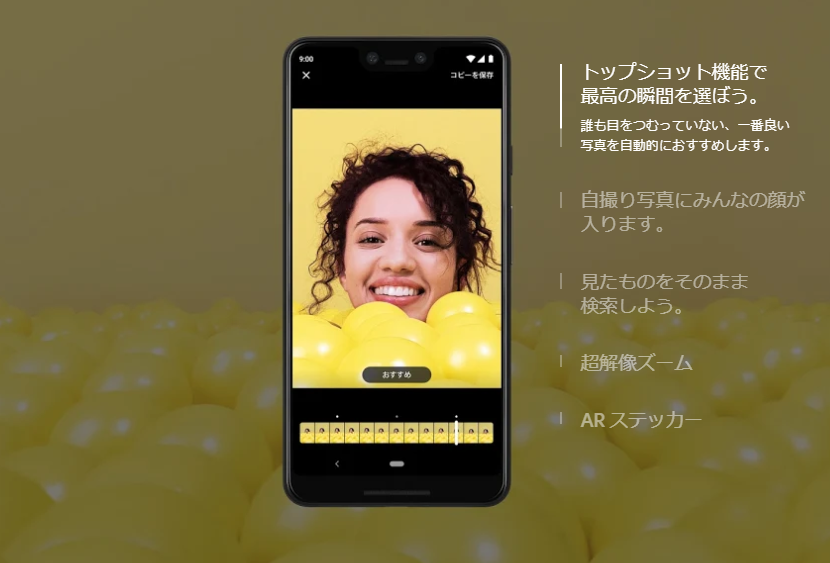 9:00
コピーを保存
おすすめ
トップショット機能で
最高の瞬間を選ぼう。
誰も目をつむっていない、一番良い
写真を自動的におすすめします。
自撮り写真にみんなの顔が
入ります。
見たものをそのまま
検索しよう。
超解像ズーム
AR ステッカー